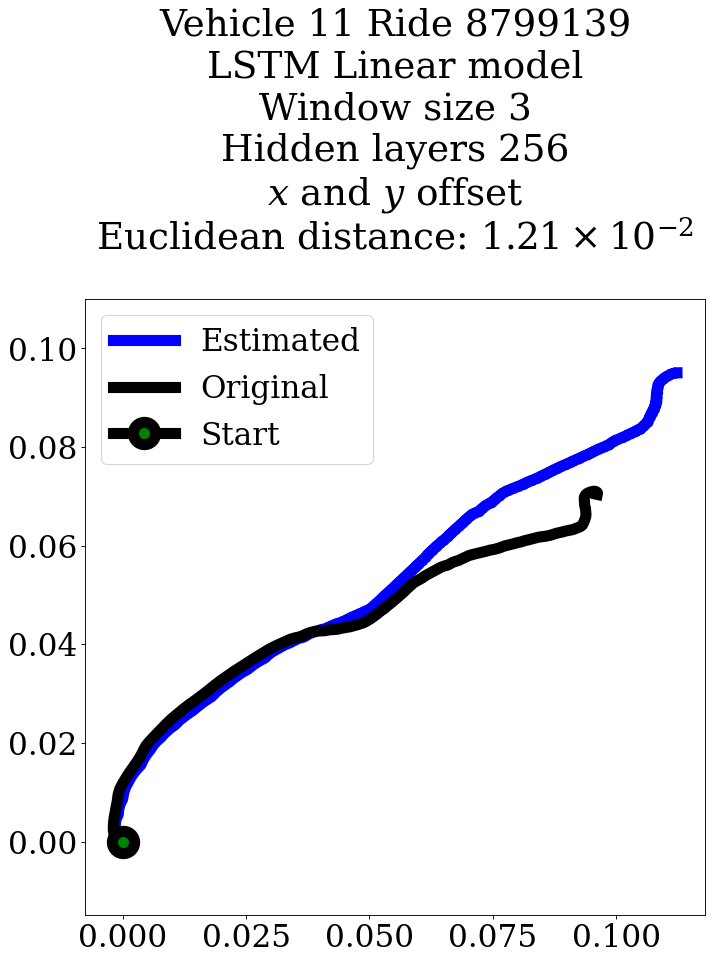 Vehicle 11 Ride 8799139
LSTM Linear model
Window size 3
Hidden layers 256
x and y offset
Euclidean distance: 1.21 × 10⁻²
Estimated
Original
Start
0.10
0.08
0.06
0.04
0.02
0.00
0.000 0.025 0.050 0.075 0.100